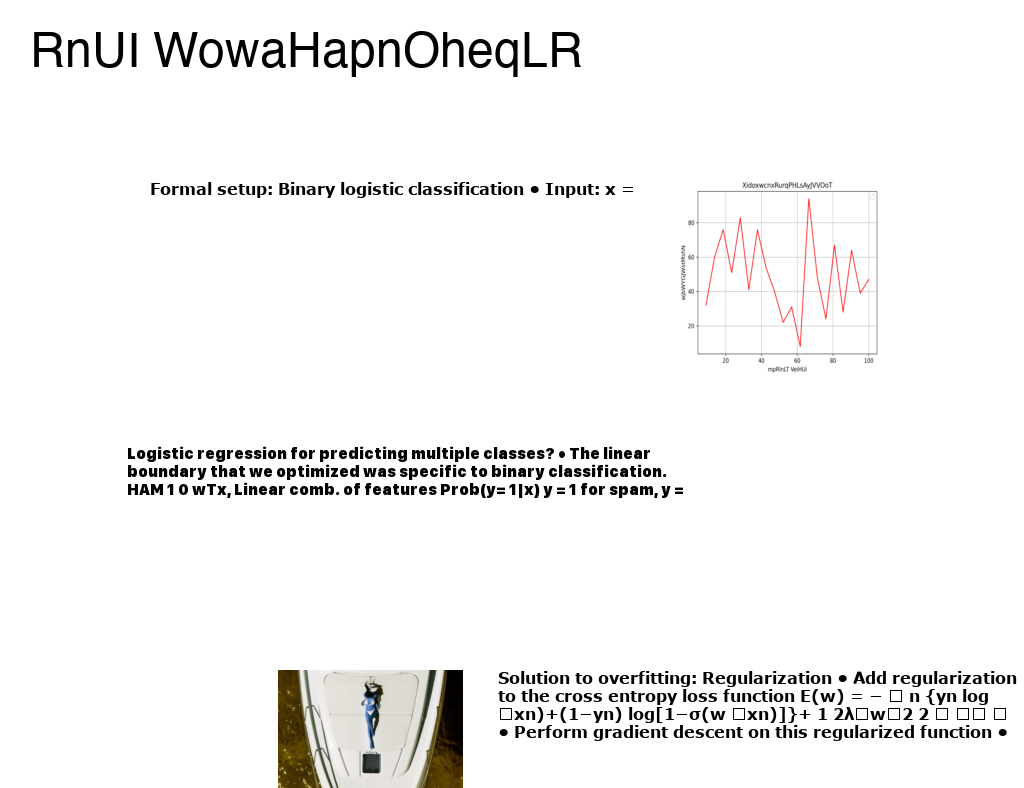 RnUI WowaHapnOheqLR
Formal setup: Binary logistic classification ● Input: x =
XidoxwcnxRurqPHLsAyJVVOoT
80
60
40
20
20 40 60 80 100
Logistic regression for predicting multiple classes? • The linear
boundary that we optimized was specific to binary classification.
HAM 1 0 wTx, Linear comb. of features Prob(y= 1|x) y = 1 for spam, y =
Solution to overfitting: Regularization ● Add regularization
to the cross entropy loss function E(w) = − □ n {yn log
□xn)+(1−yn) log[1−σ(w □xn)]}+ 1 2λ□w□2 2 □ □□ □
● Perform gradient descent on this regularized function ●